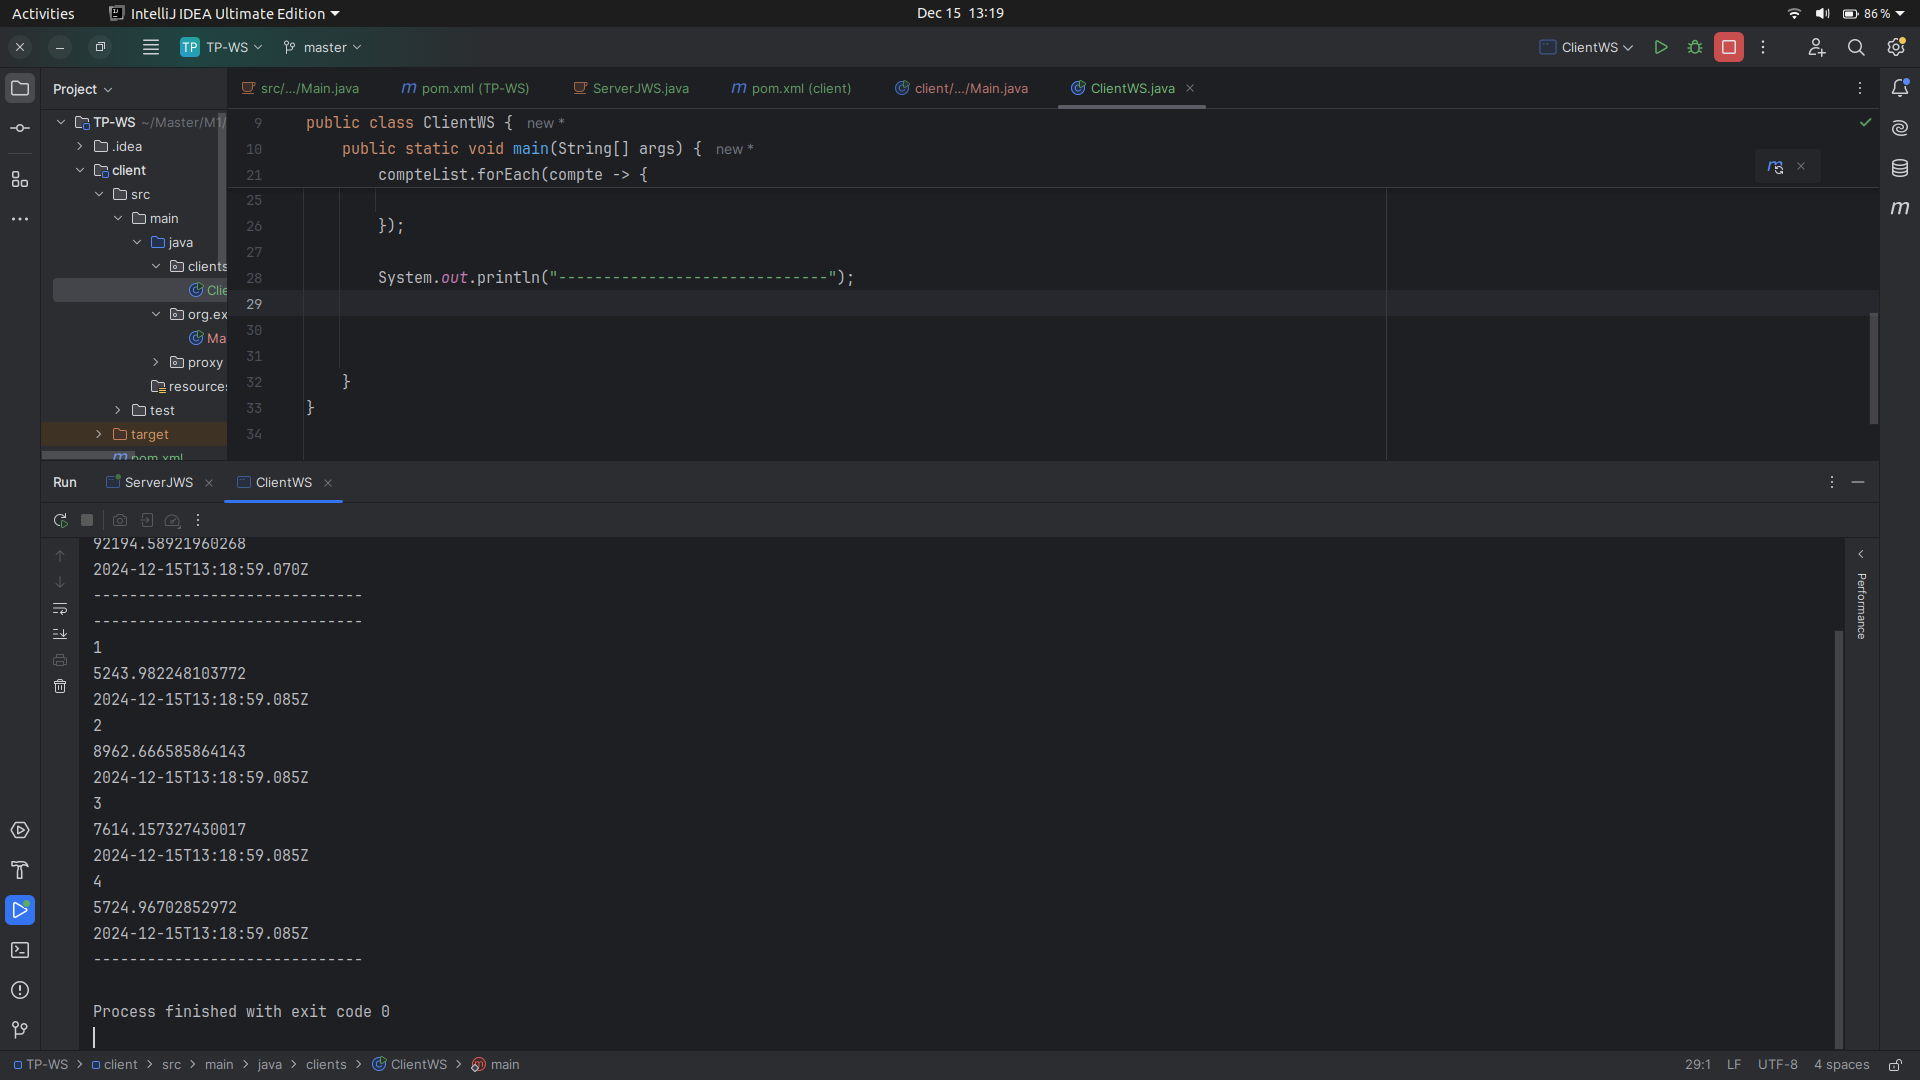 Activities
IntelliJ IDEA Ultimate Edition
Dec 15 13:19
86 %
TP TP-WS
master
ClientWS
Project
src/.../Main.java
pom.xml (TP-WS)
ServerJWS.java
pom.xml (client)
client/.../Main.java
ClientWS.java
TP-WS ~/Master/M1/
.idea
client
src
main
java
clients
Clie
org.ex
Ma
proxy
resources
test
target
pom.xml
9 public class ClientWS { new *
10 public static void main(String[] args) { new *
21 compteList.forEach(compte -> {
25
26 });
27
28 System.out.println("------------------------------");
29
30
31
32 }
33 }
34
Run
ServerJWS
ClientWS
92194.58921960268
2024-12-15T13:18:59.070Z
------------------------------
------------------------------
1
5243.982248103772
2024-12-15T13:18:59.085Z
2
8962.666585864143
2024-12-15T13:18:59.085Z
3
7614.157327430017
2024-12-15T13:18:59.085Z
4
5724.96702852972
2024-12-15T13:18:59.085Z
------------------------------
Process finished with exit code 0
Performance
TP-WS > client > src > main > java > clients > ClientWS > main
29:1 LF UTF-8 4 spaces